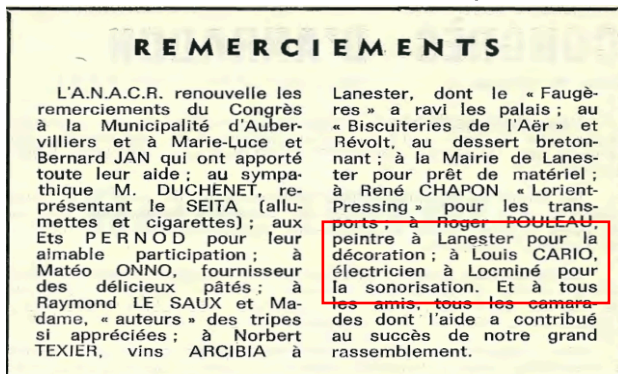 REMERCIEMENTS
L'A.N.A.C.R. renouvelle les
remerciements du Congrès
à la Municipalité d'Auber-
villiers et à Marie-Luce et
Bernard JAN qui ont apporté
toute leur aide ; au sympa-
thique M. DUCHENET, re-
présentant le SEITA (allu-
mettes et cigarettes) ; aux
Ets PERNOD pour leur
aimable participation ; à
Matéo ONNO, fournisseur
des délicieux pâtés ; à
Raymond LE SAUX et Ma-
dame, « auteurs » des tripes
si appréciées ; à Norbert
TEXIER, vins ARCIBIA à
Lanester, dont le « Faugè-
res » a ravi les palais ; au
« Biscuiteries de l'Aër » et
Révolt, au dessert breton-
nant ; à la Mairie de Lanes-
ter pour prêt de matériel ;
à René CHAPON « Lorient-
Pressing » pour les trans-
ports ; à Roger POULEAU,
peintre à Lanester pour la
décoration ; à Louis CARIO,
électricien à Locminé pour
la sonorisation. Et à tous
les amis, tous les camara-
des dont l'aide a contribué
au succès de notre grand
rassemblement.